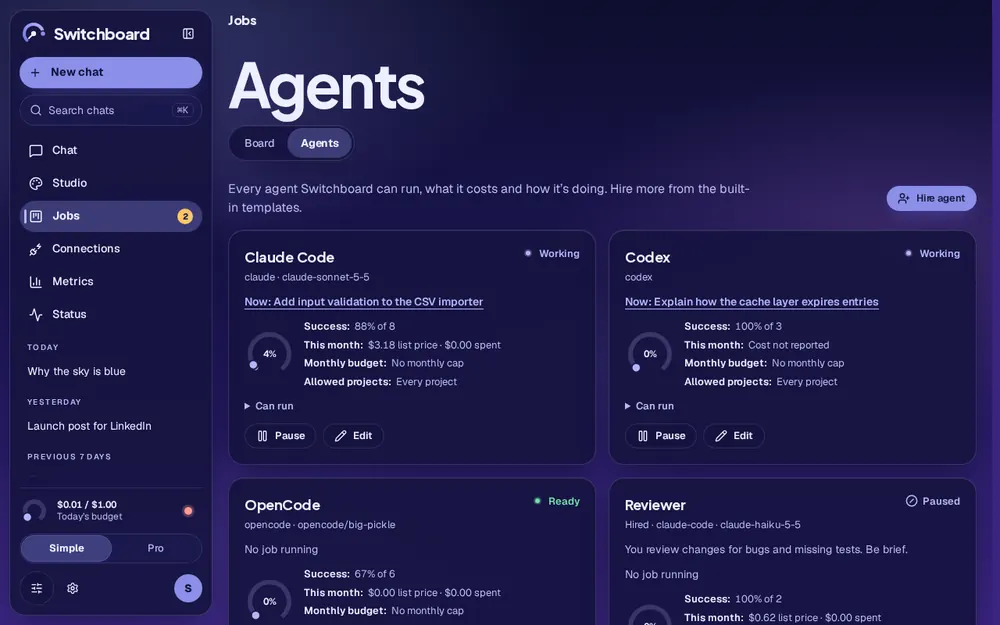 Switchboard
New chat
Search chats ⌘K
Chat
Studio
Jobs 2
Connections
Metrics
Status
TODAY
Why the sky is blue
YESTERDAY
Launch post for LinkedIn
PREVIOUS 7 DAYS
$0.01 / $1.00
Today's budget
Simple Pro
S
Jobs
Agents
Board Agents
Every agent Switchboard can run, what it costs and how it's doing. Hire more from the built-
in templates.
Hire agent
Claude Code Working
claude · claude-sonnet-5-5
Now: Add input validation to the CSV importer
4%
Success: 88% of 8
This month: $3.18 list price · $0.00 spent
Monthly budget: No monthly cap
Allowed projects: Every project
Can run
Pause Edit
Codex Working
codex
Now: Explain how the cache layer expires entries
0%
Success: 100% of 3
This month: Cost not reported
Monthly budget: No monthly cap
Allowed projects: Every project
Can run
Pause Edit
OpenCode Ready
opencode · opencode/big-pickle
No job running
0%
Success: 67% of 6
This month: $0.00 list price · $0.00 spent
Monthly budget: No monthly cap
Reviewer Paused
Hired · claude-code · claude-haiku-5-5
You review changes for bugs and missing tests. Be brief.
No job running
Success: 100% of 2
This month: $0.62 list price · $0.00 spent